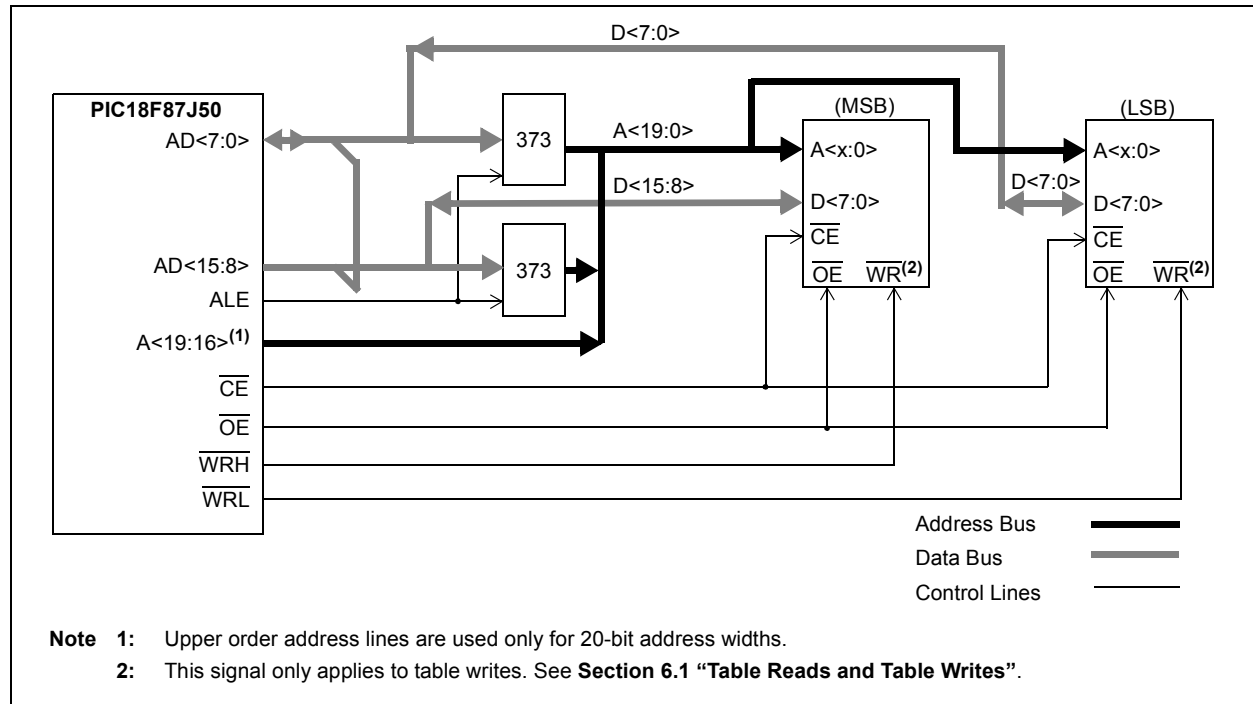 D<7:0>
PIC18F87J50
AD<7:0>
373
A<19:0>
(MSB)
A<x:0>
D<7:0>
CE
OE WR(2)
(LSB)
A<x:0>
D<7:0>
D<7:0>
CE
OE WR(2)
D<15:8>
AD<15:8>
373
ALE
A<19:16>(1)
CE
OE
WRH
WRL
Address Bus
Data Bus
Control Lines
Note 1: Upper order address lines are used only for 20-bit address widths.
2: This signal only applies to table writes. See Section 6.1 “Table Reads and Table Writes”.